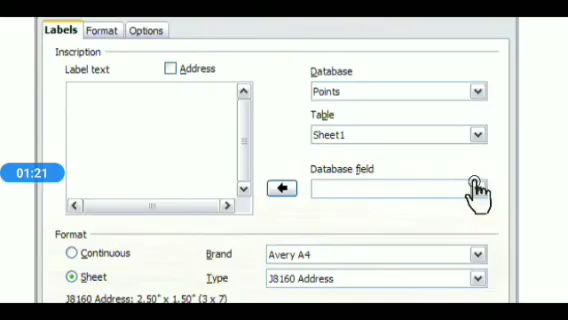 Labels Format Options
Inscription
Label text Address Database
Points
Table
Sheet1
01:21
Database field
Format
Continuous Brand Avery A4
Sheet Type J8160 Address
J8160 Address: 2.50" x 1.50" (3 x 7)